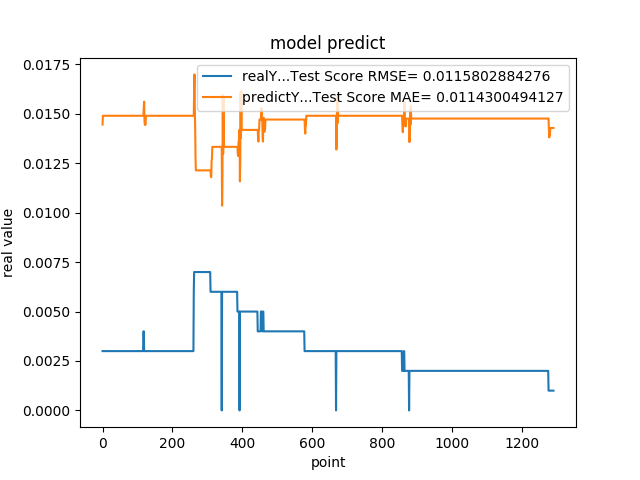 model predict
realY...Test Score RMSE= 0.0115802884276
predictY...Test Score MAE= 0.0114300494127
real value
0.0175
0.0150
0.0125
0.0100
0.0075
0.0050
0.0025
0.0000
0 200 400 600 800 1000 1200
point